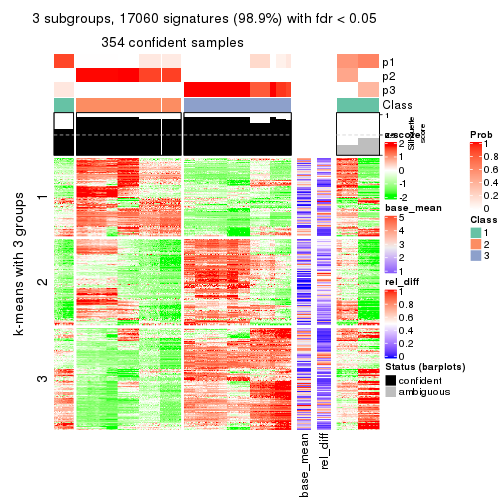 3 subgroups, 17060 signatures (98.9%) with fdr < 0.05
354 confident samples
p1
p2
p3
Class
1
Silhouette
score
k-means with 3 groups
1
2
3
base_mean
rel_diff
z-score
2
1
0
-1
-2
base_mean
5
4
3
2
1
rel_diff
1
0.8
0.6
0.4
0.2
0
Status (barplots)
confident
ambiguous
Prob
1
0.8
0.6
0.4
0.2
0
Class
1
2
3